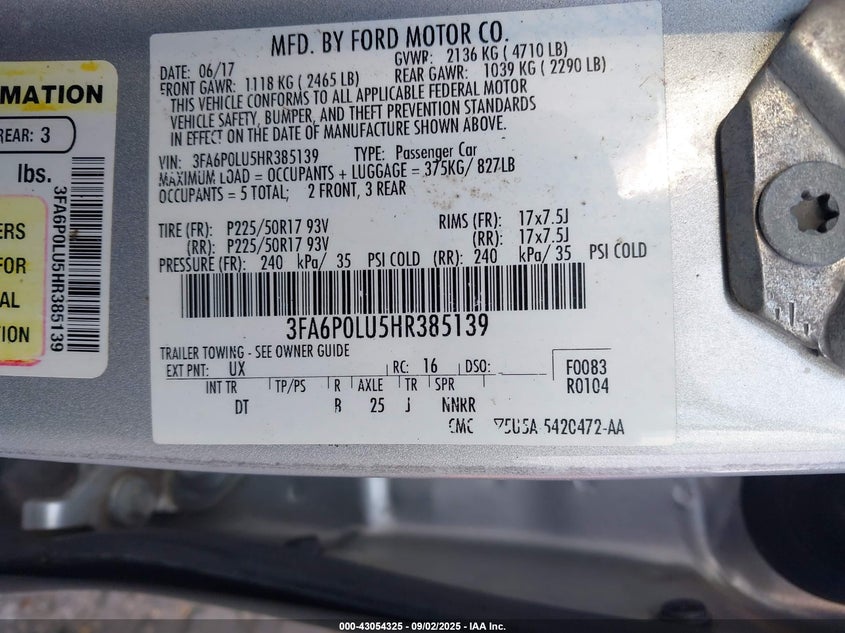 MFD. BY FORD MOTOR CO.
DATE: 06/17
GVWR: 2136 KG ( 4710 LB)
FRONT GAWR: 1118 KG ( 2465 LB)
REAR GAWR: 1039 KG ( 2290 LB)
THIS VEHICLE CONFORMS TO ALL APPLICABLE FEDERAL MOTOR
VEHICLE SAFETY, BUMPER, AND THEFT PREVENTION STANDARDS
IN EFFECT ON THE DATE OF MANUFACTURE SHOWN ABOVE.
VIN: 3FA6P0LU5HR385139 TYPE: Passenger Car
MAXIMUM LOAD = OCCUPANTS + LUGGAGE = 375KG/ 827LB
OCCUPANTS = 5 TOTAL; 2 FRONT, 3 REAR
TIRE (FR): P225/50R17 93V RIMS (FR): 17x7.5J
(RR): P225/50R17 93V (RR): 17x7.5J
PRESSURE (FR): 240 kPa/ 35 PSI COLD (RR): 240 kPa/ 35 PSI COLD
3FA6P0LU5HR385139
TRAILER TOWING - SEE OWNER GUIDE
EXT PNT: UX RC: 16 DSO:
F0083
R0104
INT TR TP/PS R AXLE TR SPR
DT B 25 J NNRR
5420472-AA
RMATION
REAR: 3
lbs.
ERS
FOR
AL
TION
3FA6P0LU5HR385139
000-43054325 - 09/02/2025 - IAA Inc.